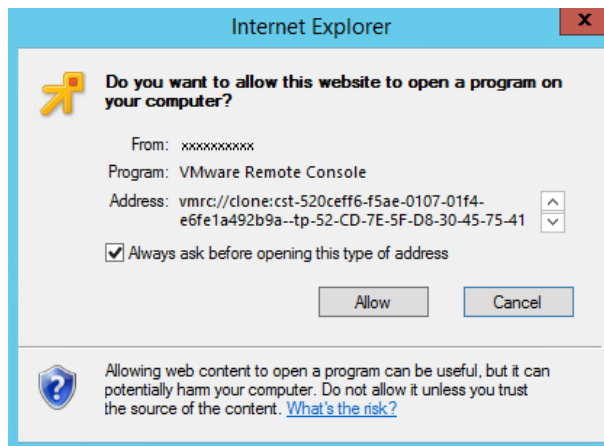 Internet Explorer
x
Do you want to allow this website to open a program on
your computer?
From: xxxxxxxxxx
Program: VMware Remote Console
Address: vmrc://clone:cst-520ceff6-f5ae-0107-01f4-
e6fe1a492b9a--tp-52-CD-7E-5F-D8-30-45-75-41
Always ask before opening this type of address
Allow Cancel
Allowing web content to open a program can be useful, but it can
potentially harm your computer. Do not allow it unless you trust
the source of the content. What's the risk?